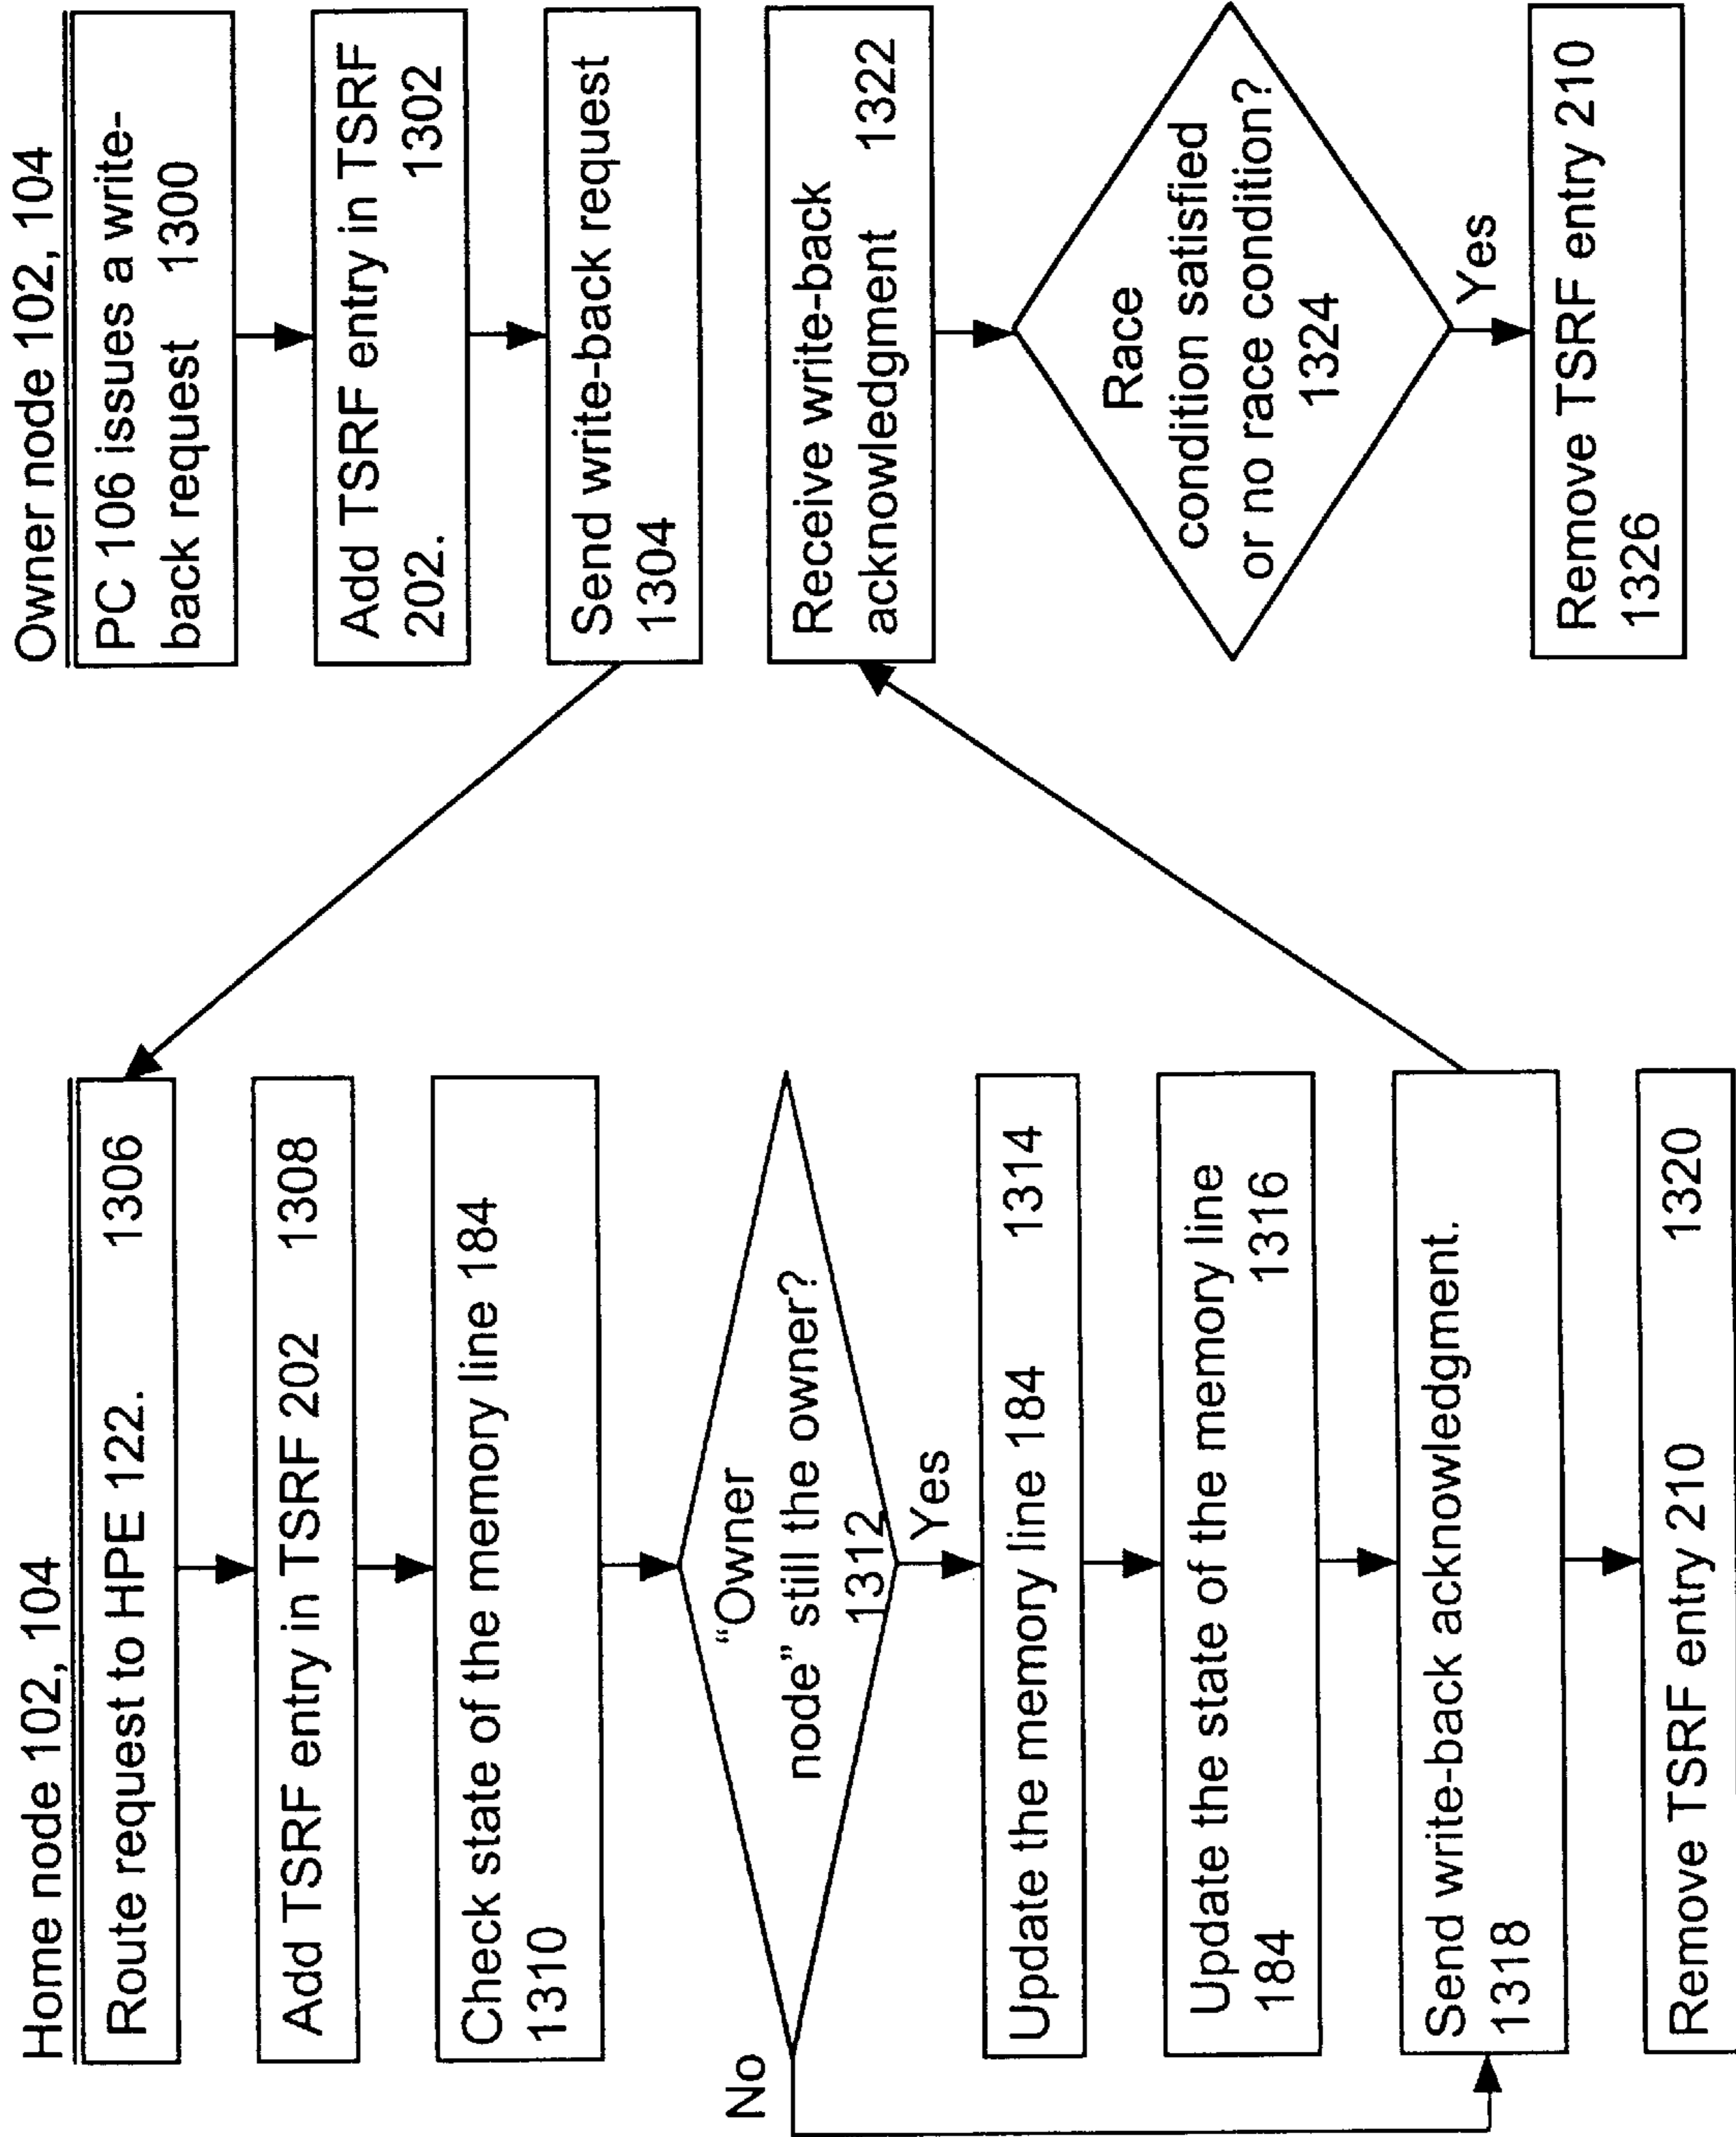 Home node 102, 104
Route request to HPE 122. 1306
Add TSRF entry in TSRF 202 1308
Check state of the memory line 184
1310
"Owner
node" still the owner?
1312
No
Yes
Update the memory line 184 1314
Update the state of the memory line
184 1316
Send write-back acknowledgment.
1318
Remove TSRF entry 210 1320
Owner node 102, 104
PC 106 issues a write-
back request 1300
Add TSRF entry in TSRF
202. 1302
Send write-back request
1304
Receive write-back
acknowledgment 1322
Race
condition satisfied
or no race condition?
1324
Yes
Remove TSRF entry 210
1326